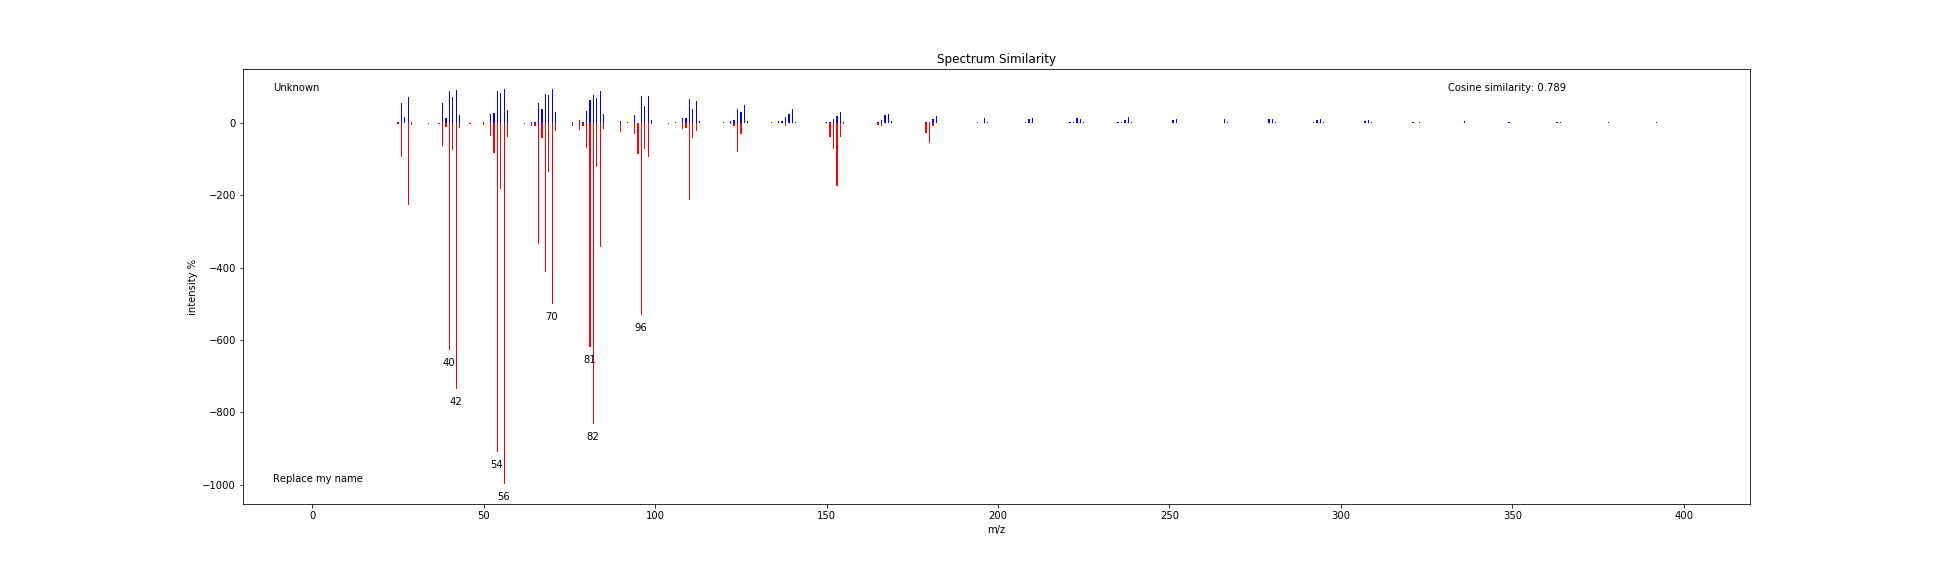 Spectrum Similarity
Unknown
Cosine similarity: 0.789
0
−200
−400
−600
−800
−1000
intensity %
40
42
54
56
70
81
82
96
Replace my name
0 50 100 150 200 250 300 350 400
m/z